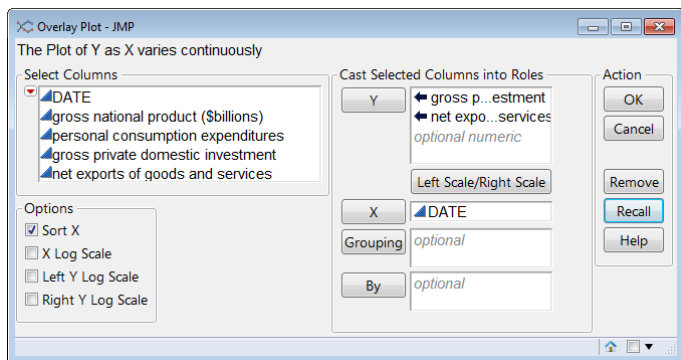 Overlay Plot - JMP
The Plot of Y as X varies continuously
Select Columns
DATE
gross national product ($billions)
personal consumption expenditures
gross private domestic investment
net exports of goods and services
Options
Sort X
X Log Scale
Left Y Log Scale
Right Y Log Scale
Cast Selected Columns into Roles
Y
gross p...estment
net expo...services
optional numeric
Left Scale/Right Scale
X
DATE
Grouping
optional
By
optional
Action
OK
Cancel
Remove
Recall
Help